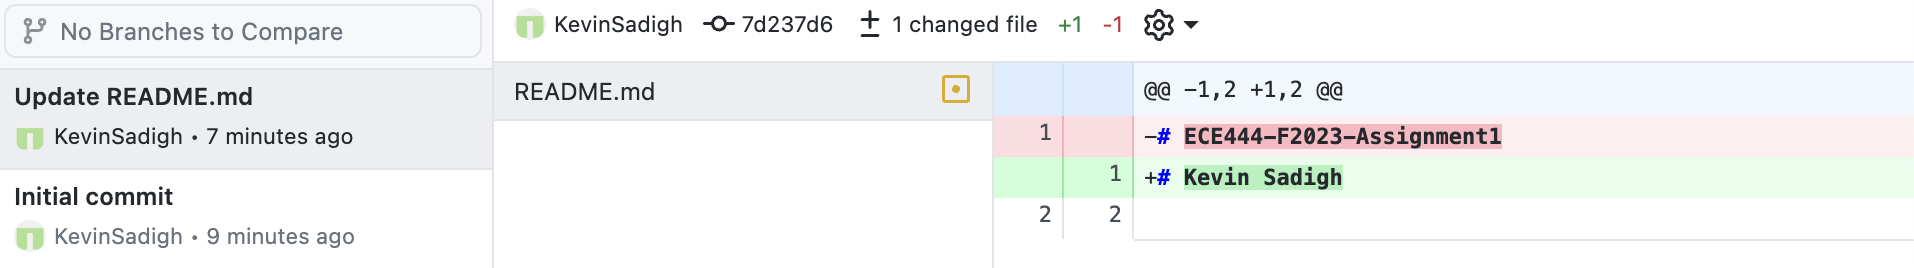 No Branches to Compare
Update README.md
KevinSadigh • 7 minutes ago
Initial commit
KevinSadigh • 9 minutes ago
KevinSadigh 7d237d6 ± 1 changed file +1 -1
README.md
@@ -1,2 +1,2 @@
1 -# ECE444-F2023-Assignment1
1 +# Kevin Sadigh
2 2